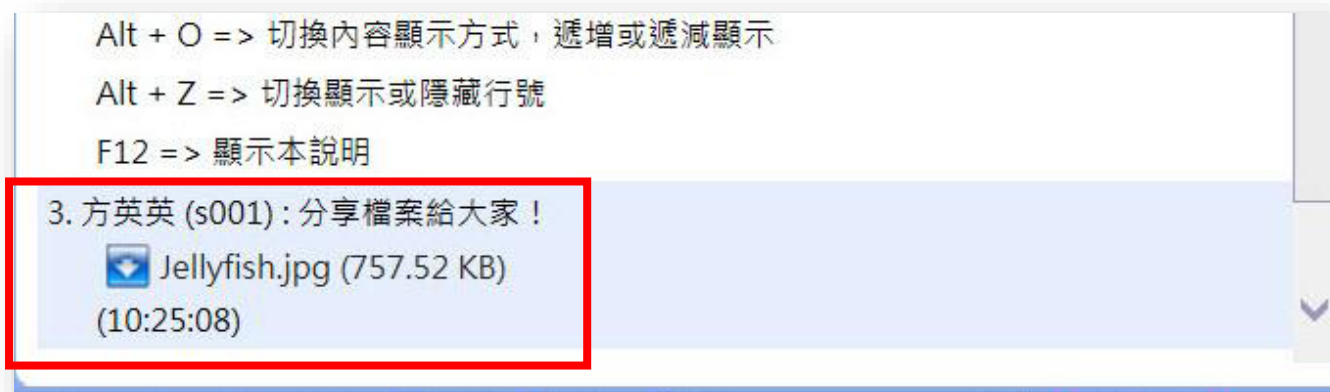 Alt + O => 切換內容顯示方式，遞增或遞減顯示
Alt + Z => 切換顯示或隱藏行號
F12 => 顯示本說明
3. 方英英 (s001) : 分享檔案給大家！
Jellyfish.jpg (757.52 KB)
(10:25:08)